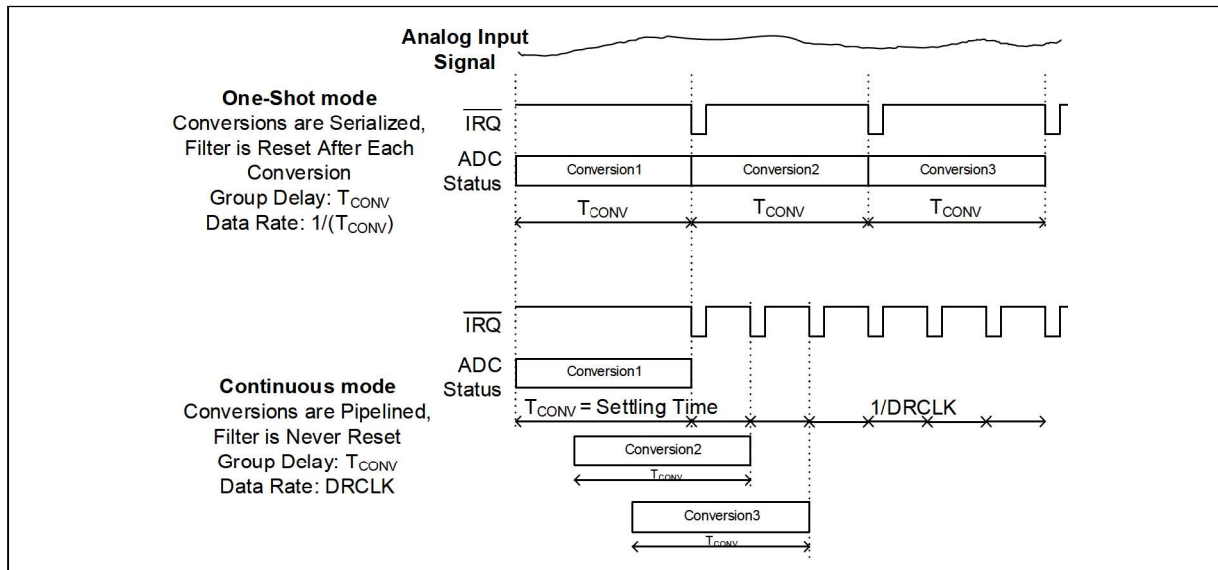 Analog Input
Signal
One-Shot mode
Conversions are Serialized,
Filter is Reset After Each
Conversion
Group Delay: TCONV
Data Rate: 1/(TCONV)
IRQ
ADC
Status
Conversion1
Conversion2
Conversion3
TCONV
TCONV
TCONV
Continuous mode
Conversions are Pipelined,
Filter is Never Reset
Group Delay: TCONV
Data Rate: DRCLK
IRQ
ADC
Status
Conversion1
TCONV = Settling Time
1/DRCLK
Conversion2
TCONV
Conversion3
TCONV